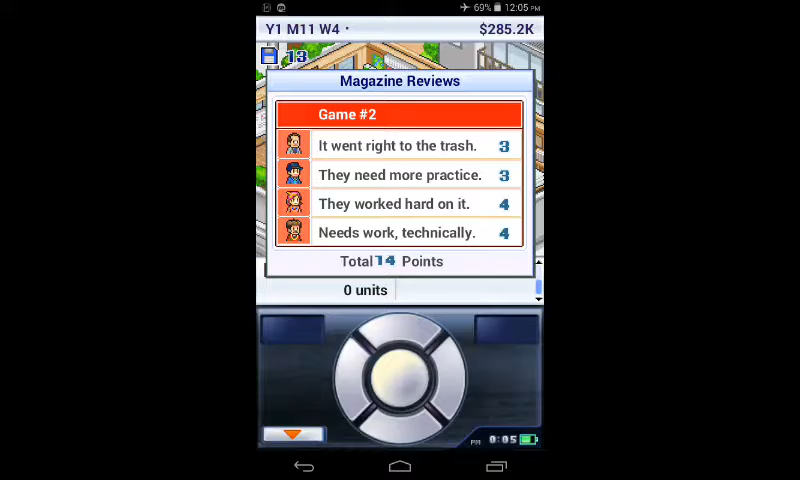 69% 12:05 PM
Y1 M11 W4 · $285.2K
13
Magazine Reviews
Game #2
It went right to the trash. 3
They need more practice. 3
They worked hard on it. 4
Needs work, technically. 4
Total 14 Points
0 units
PM 0:05